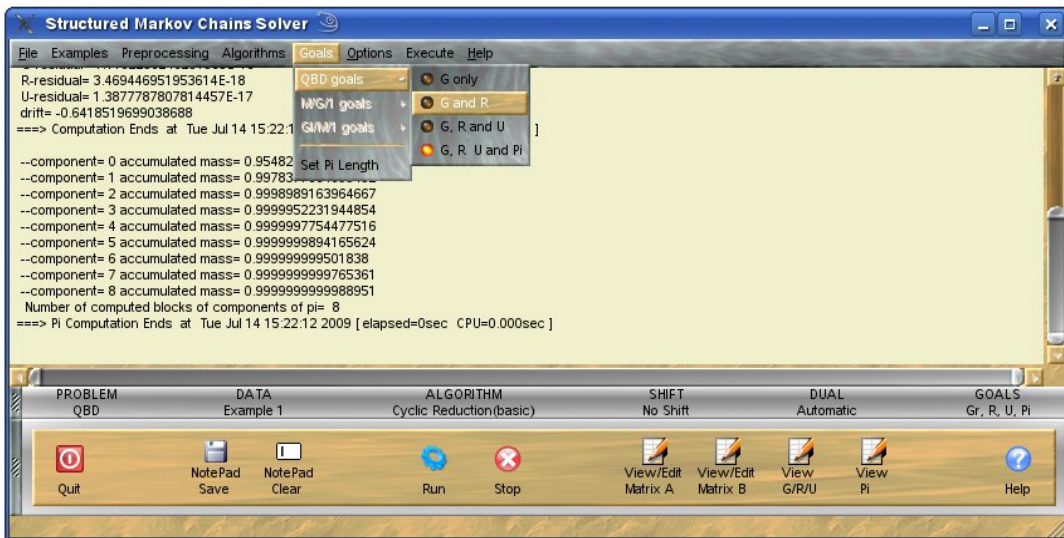 Structured Markov Chains Solver
File Examples Preprocessing Algorithms Goals Options Execute Help
R-residual= 3.469446951953614E-18
U-residual= 1.3877787807814457E-17
drift= -0.6418519699038688
===> Computation Ends at Tue Jul 14 15:22:1
]
QBD goals
M/G/1 goals
GI/M/1 goals
Set Pi Length
G only
G and R
G, R and U
G, R U and Pi
--component= 0 accumulated mass= 0.95482
--component= 1 accumulated mass= 0.99783
--component= 2 accumulated mass= 0.9998989163964667
--component= 3 accumulated mass= 0.9999952231944854
--component= 4 accumulated mass= 0.9999997754477516
--component= 5 accumulated mass= 0.9999999894165624
--component= 6 accumulated mass= 0.999999999501838
--component= 7 accumulated mass= 0.9999999999765361
--component= 8 accumulated mass= 0.9999999999988951
Number of computed blocks of components of pi= 8
===> Pi Computation Ends at Tue Jul 14 15:22:12 2009 [ elapsed=0sec CPU=0.000sec ]
PROBLEM DATA ALGORITHM SHIFT DUAL GOALS
QBD Example 1 Cyclic Reduction(basic) No Shift Automatic Gr, R, U, Pi
Quit
NotePad Save
NotePad Clear
Run
Stop
View/Edit Matrix A
View/Edit Matrix B
View G/R/U
View Pi
Help